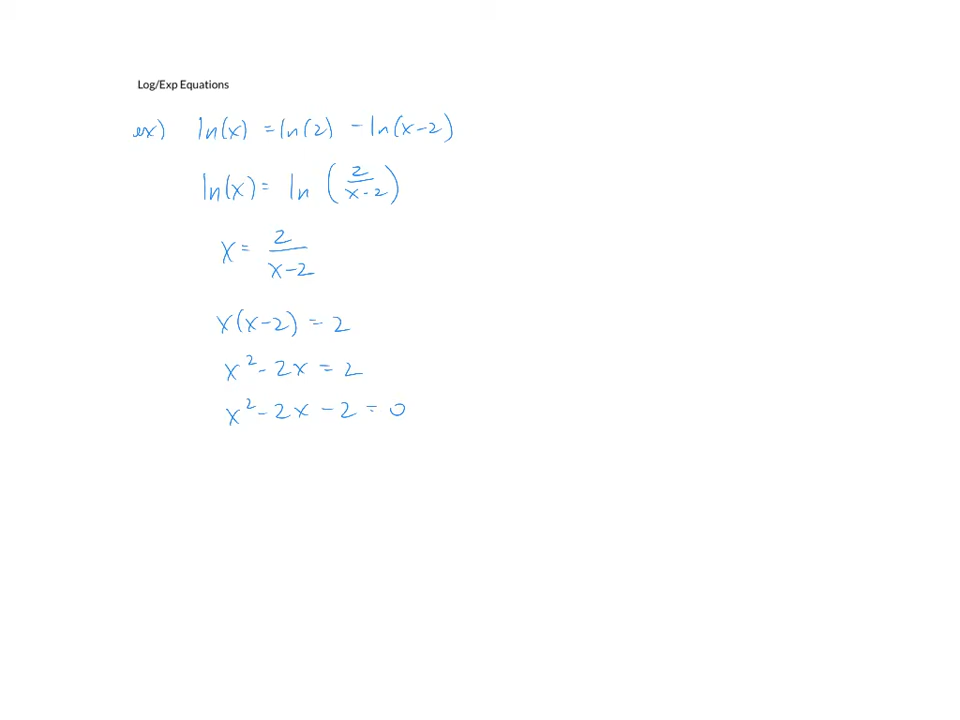 Log/Exp Equations
ex) ln(x) = ln(2) - ln(x-2)
ln(x) = ln (2/(x-2))
x = 2/(x-2)
x(x-2) = 2
x² - 2x = 2
x² - 2x - 2 = 0